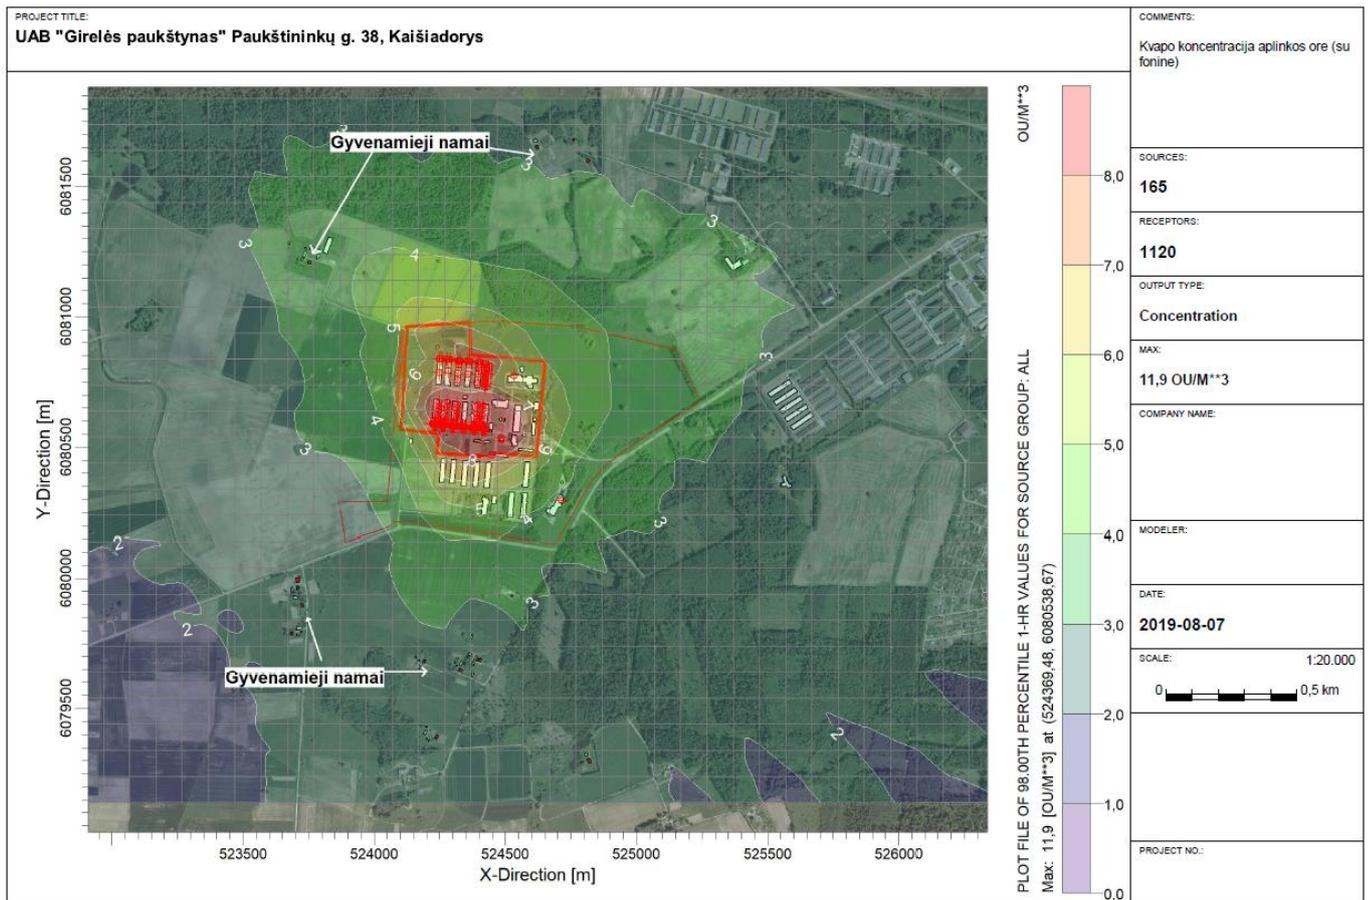 PROJECT TITLE:
UAB "Girelės paukštynas" Paukštininkų g. 38, Kaišiadorys
COMMENTS:
Kvapo koncentracija aplinkos ore (su
fonine)
SOURCES:
165
RECEPTORS:
1120
OUTPUT TYPE:
Concentration
MAX:
11,9 OU/M**3
COMPANY NAME:
MODELER:
DATE:
2019-08-07
SCALE:
1:20.000
0
0,5 km
PROJECT NO.:
Gyvenamieji namai
3
3
3
4
5
6
7
4
3
8
6
5
4
3
3
3
2
2
2
Gyvenamieji namai
Y-Direction [m]
6081500
6081000
6080500
6080000
6079500
523500
524000
524500
525000
525500
526000
X-Direction [m]
OU/M**3
PLOT FILE OF 98.00TH PERCENTILE 1-HR VALUES FOR SOURCE GROUP: ALL
Max: 11,9 [OU/M**3] at (524369,48, 6080538,67)
8,0
7,0
6,0
5,0
4,0
3,0
2,0
1,0
0.0